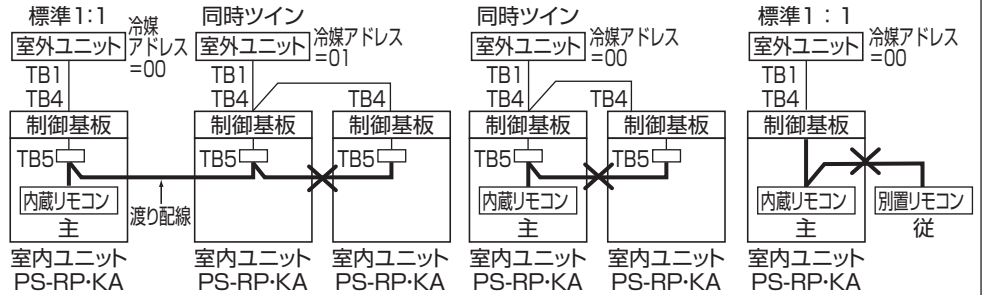 標準1:1
室外ユニット
冷媒
アドレス
=00
TB1
TB4
制御基板
TB5
内蔵リモコン
主
渡り配線
室内ユニット
PS-RP・KA
同時ツイン
室外ユニット
冷媒アドレス
=01
TB1
TB4
TB4
制御基板
制御基板
TB5
TB5
室内ユニット
室内ユニット
PS-RP・KA
PS-RP・KA
同時ツイン
室外ユニット
冷媒アドレス
=00
TB1
TB4
TB4
制御基板
制御基板
TB5
TB5
内蔵リモコン
主
室内ユニット
室内ユニット
PS-RP・KA
PS-RP・KA
標準1:1
室外ユニット
冷媒アドレス
=00
TB1
TB4
制御基板
内蔵リモコン
主
別置リモコン
従
室内ユニット
PS-RP・KA